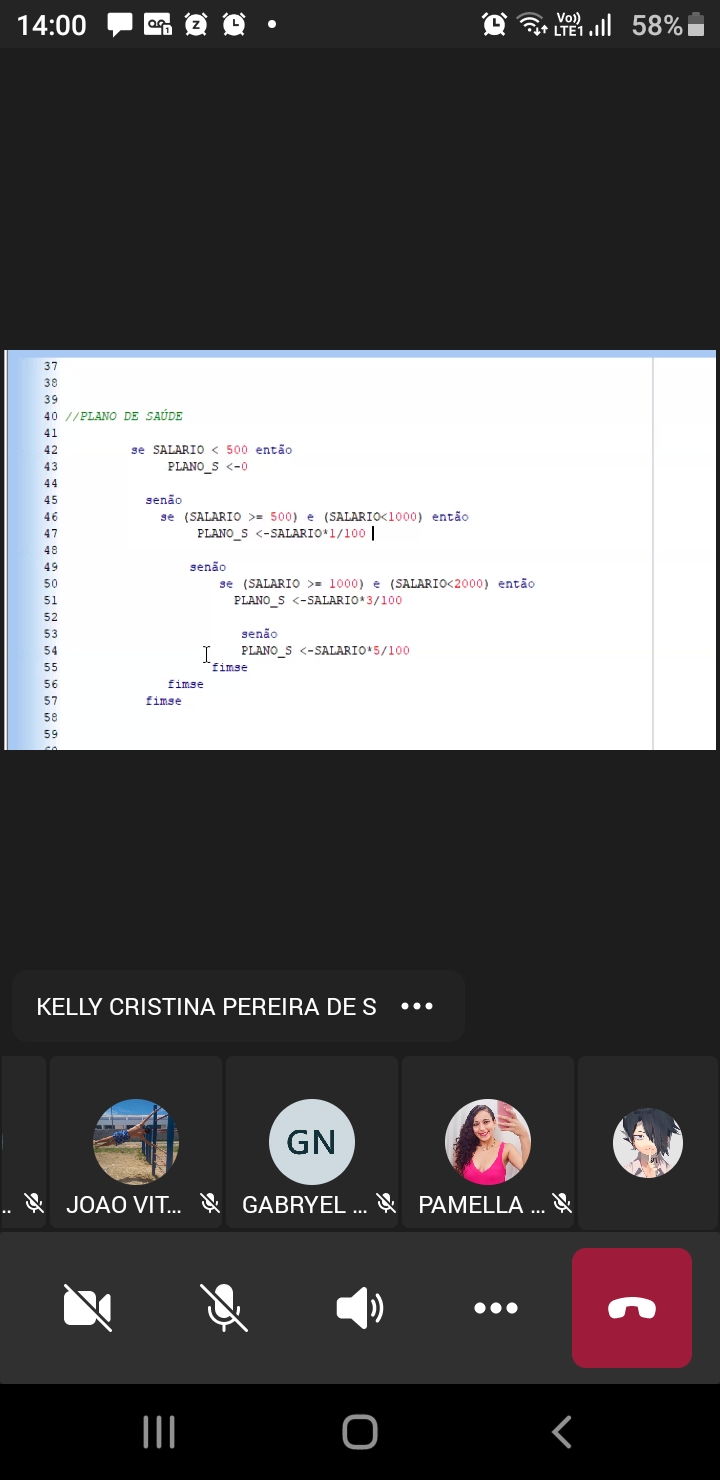 14:00 Vo)) LTE1 58%
37
38
39
40 //PLANO DE SAÚDE
41
42 se SALARIO < 500 então
43 PLANO_S <-0
44
45 senão
46 se (SALARIO >= 500) e (SALARIO<1000) então
47 PLANO_S <-SALARIO*1/100
48
49 senão
50 se (SALARIO >= 1000) e (SALARIO<2000) então
51 PLANO_S <-SALARIO*3/100
52
53 senão
54 PLANO_S <-SALARIO*5/100
55 fimse
56 fimse
57 fimse
58
59
KELLY CRISTINA PEREIRA DE S
GN
.. JOAO VIT... GABRYEL ... PAMELLA ...